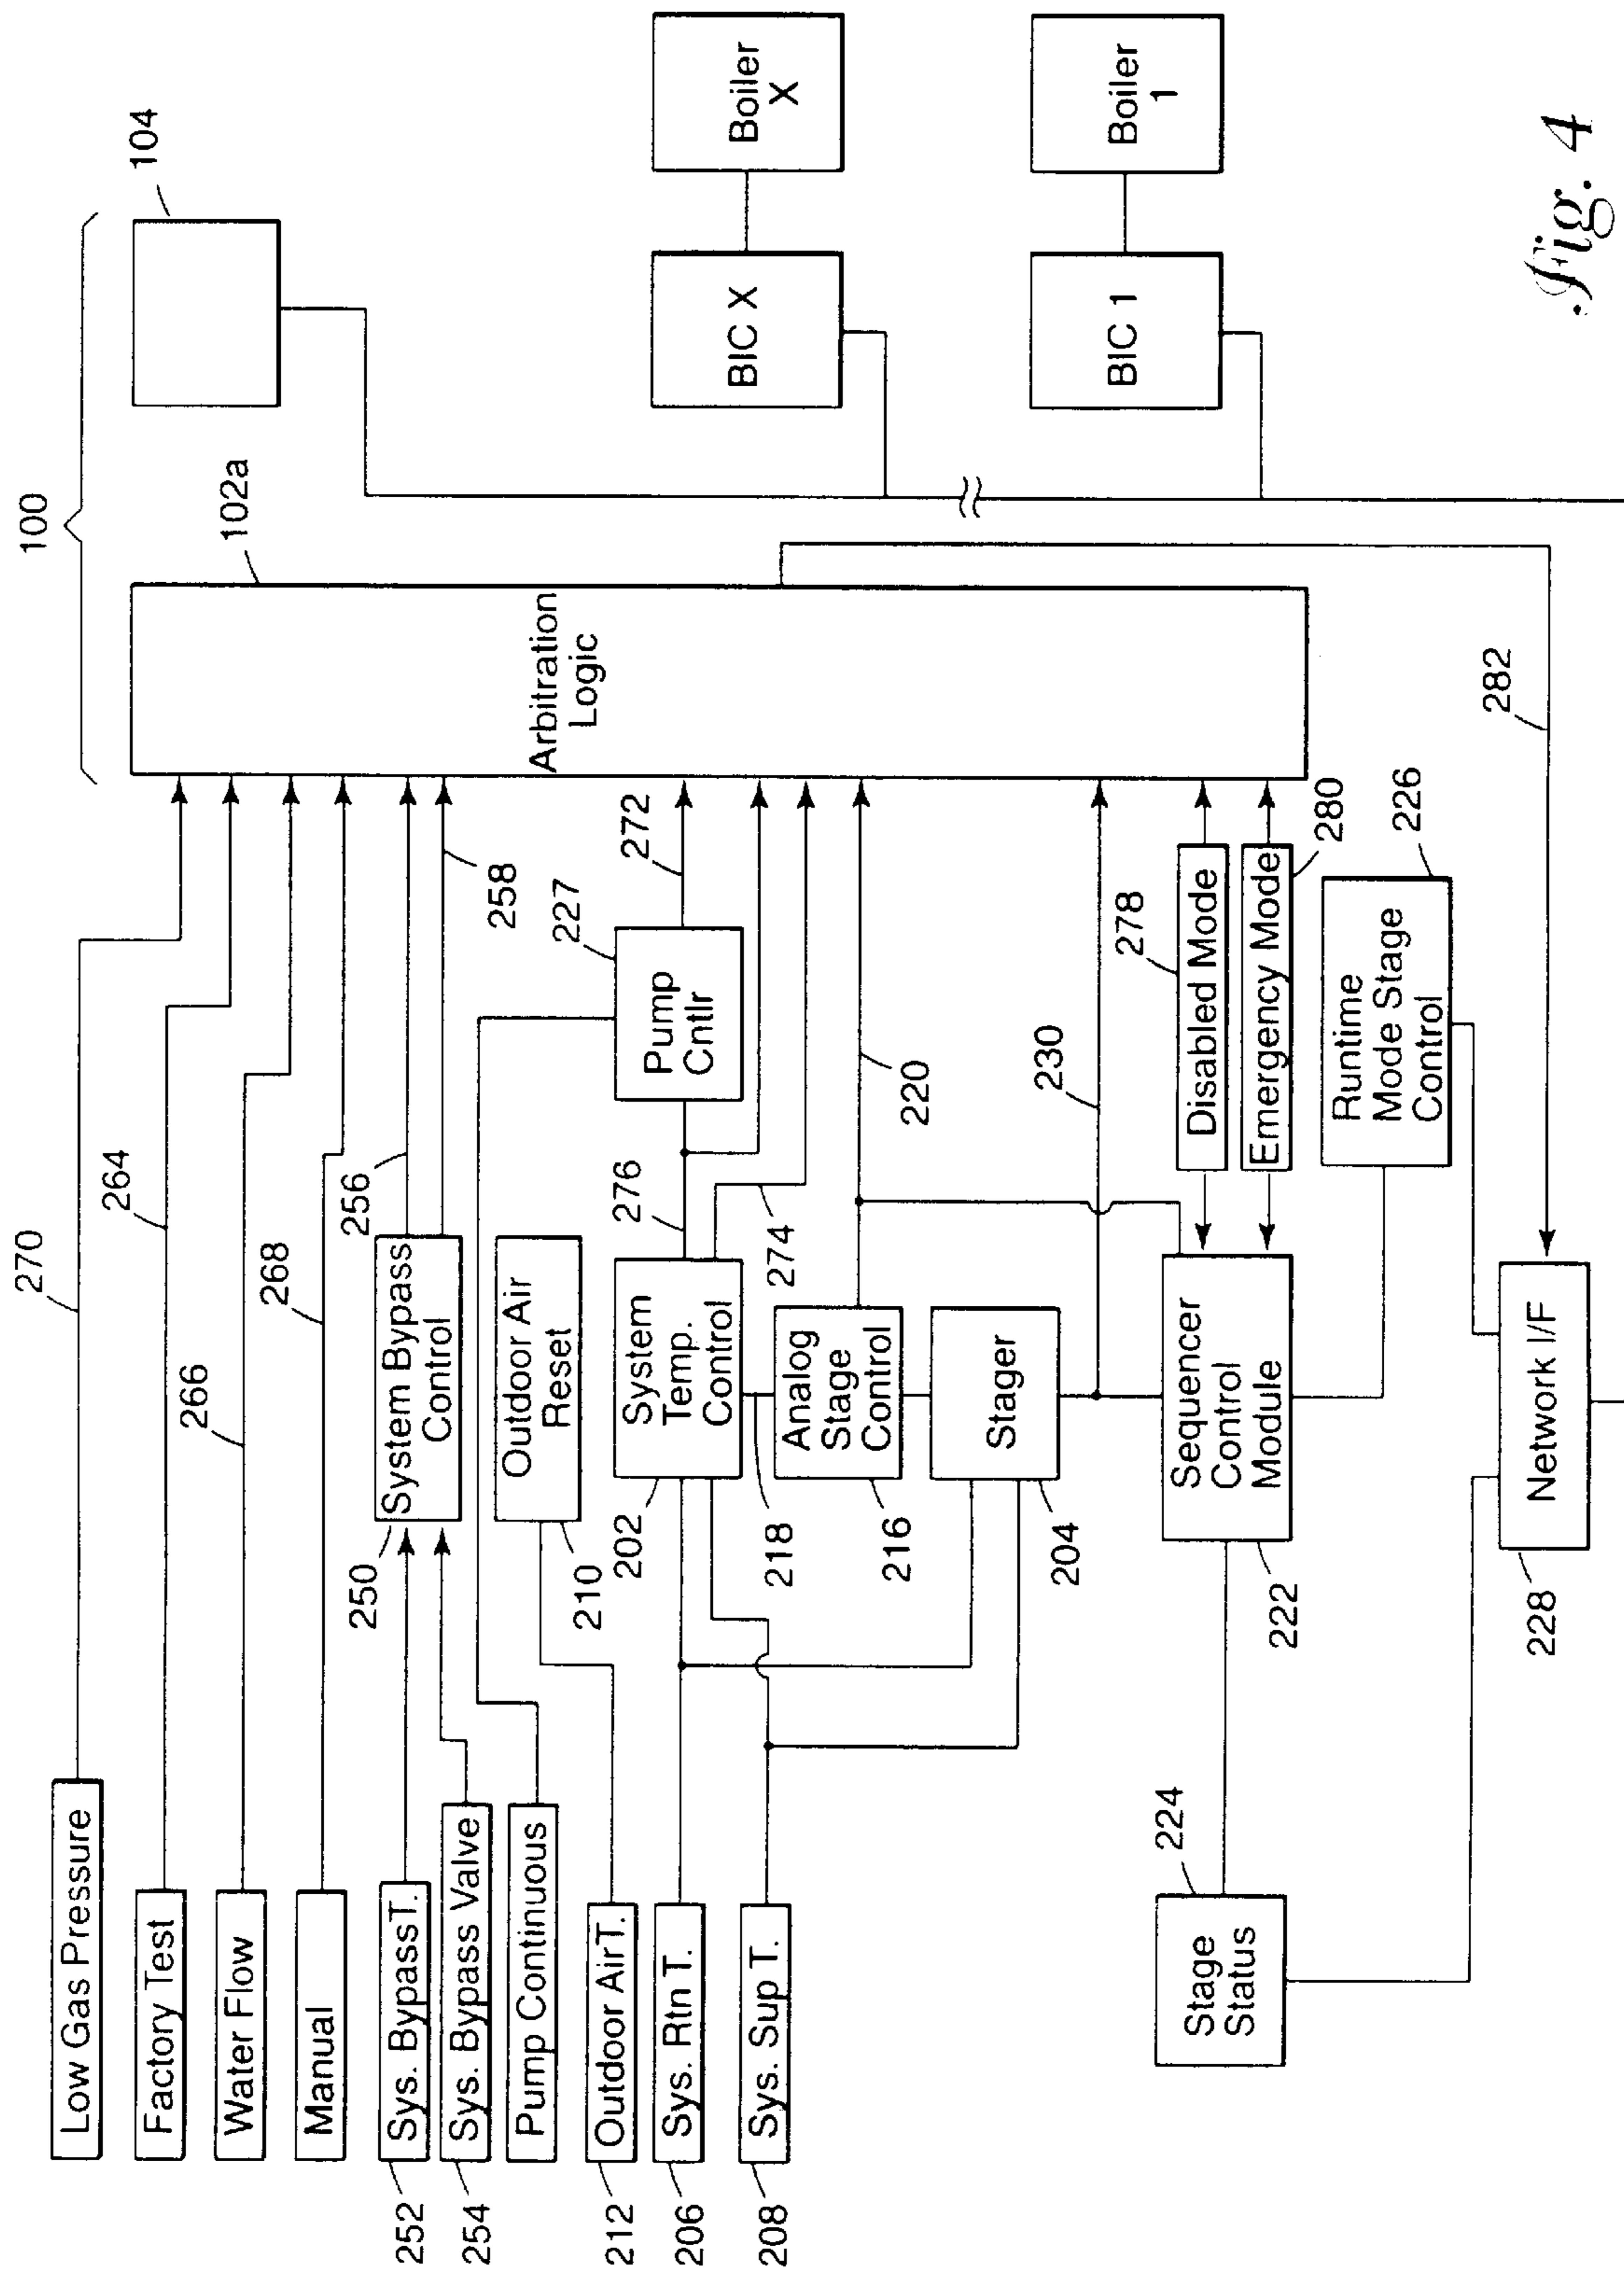 100
104
102a
270
264
266
268
256
258
Low Gas Pressure
Factory Test
Water Flow
Manual
252
Sys. Bypass T.
254
Sys. Bypass Valve
Pump Continuous
212
Outdoor Air T.
206
Sys. Rtn T.
208
Sys. Sup T.
250
System Bypass
Control
Outdoor Air
Reset
210
227
Pump
Cntlr
272
276
274
System
Temp.
Control
202
218
Analog
Stage
Control
216
220
Stager
204
230
Arbitration
Logic
278
Disabled Mode
Emergency Mode
280
Sequencer
Control
Module
222
Runtime
Mode Stage
Control
226
224
Stage
Status
Network I/F
228
282
BIC X
Boiler
X
BIC 1
Boiler
1
Fig. 4